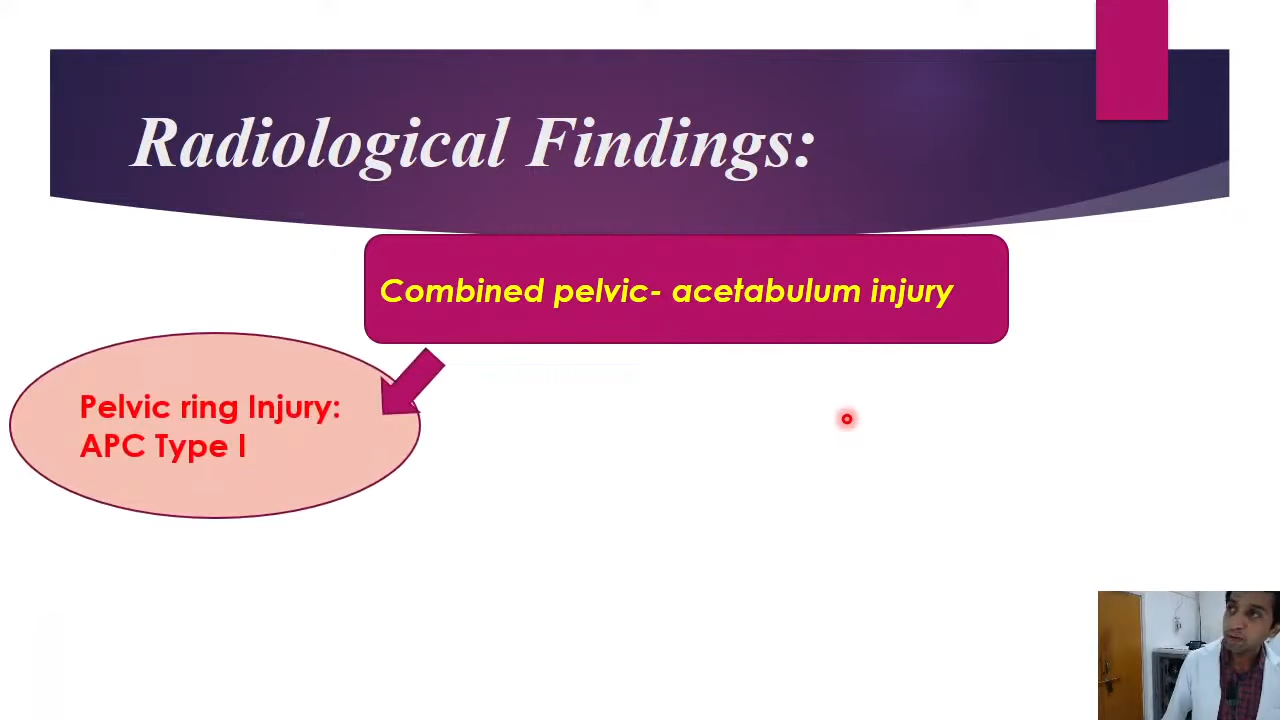 Radiological Findings:
Combined pelvic- acetabulum injury
Pelvic ring Injury:
APC Type I